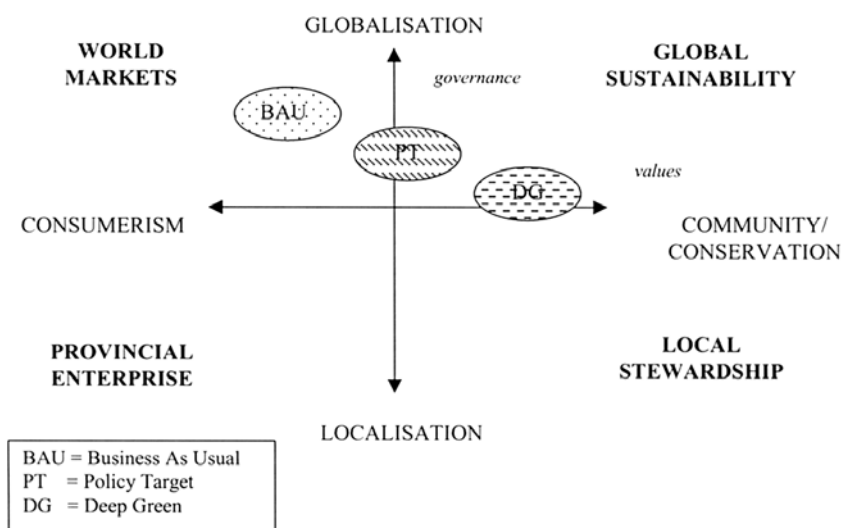 GLOBALISATION
WORLD
MARKETS
GLOBAL
SUSTAINABILITY
governance
BAU
PT
DG
values
CONSUMERISM
COMMUNITY/
CONSERVATION
PROVINCIAL
ENTERPRISE
LOCAL
STEWARDSHIP
LOCALISATION
BAU = Business As Usual
PT = Policy Target
DG = Deep Green